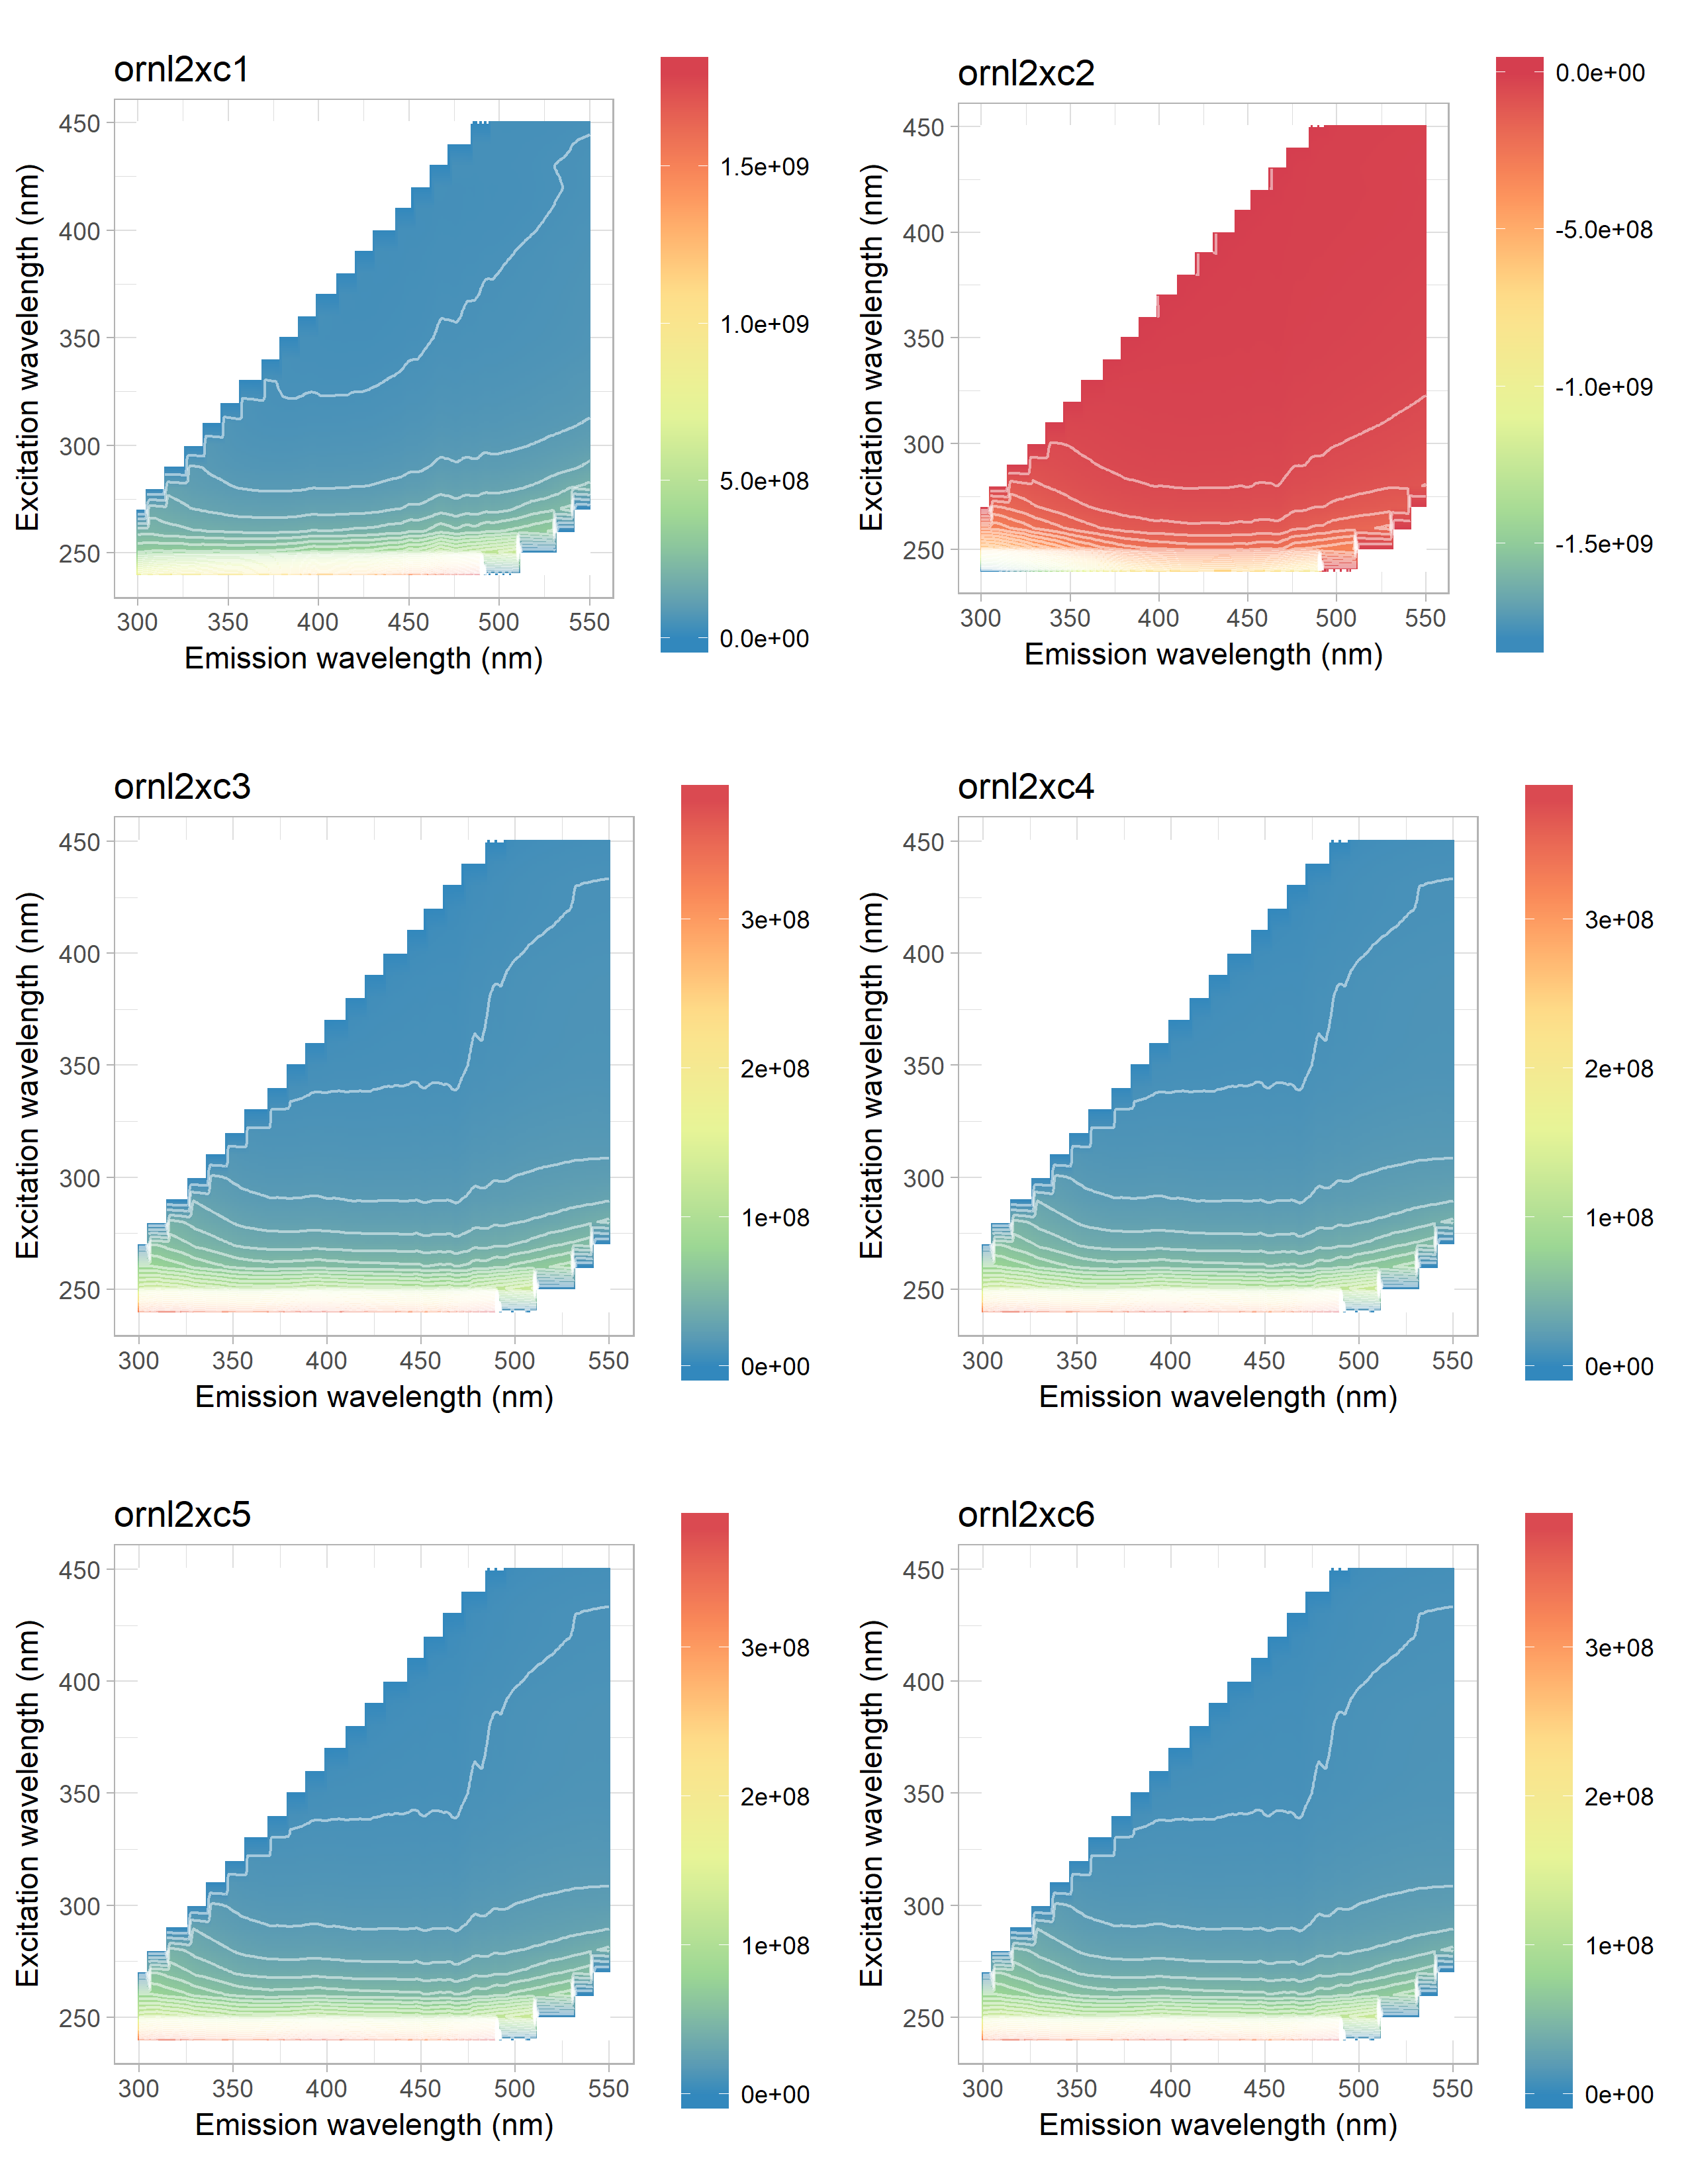 ornl2xc1
450
400
350
300
250
300 350 400 450 500 550
Emission wavelength (nm)
Excitation wavelength (nm)
1.5e+09
1.0e+09
5.0e+08
0.0e+00
ornl2xc2
450
400
350
300
250
300 350 400 450 500 550
Emission wavelength (nm)
Excitation wavelength (nm)
0.0e+00
-5.0e+08
-1.0e+09
-1.5e+09
ornl2xc3
450
400
350
300
250
300 350 400 450 500 550
Emission wavelength (nm)
Excitation wavelength (nm)
3e+08
2e+08
1e+08
0e+00
ornl2xc4
450
400
350
300
250
300 350 400 450 500 550
Emission wavelength (nm)
Excitation wavelength (nm)
3e+08
2e+08
1e+08
0e+00
ornl2xc5
450
400
350
300
250
300 350 400 450 500 550
Emission wavelength (nm)
Excitation wavelength (nm)
3e+08
2e+08
1e+08
0e+00
ornl2xc6
450
400
350
300
250
300 350 400 450 500 550
Emission wavelength (nm)
Excitation wavelength (nm)
3e+08
2e+08
1e+08
0e+00